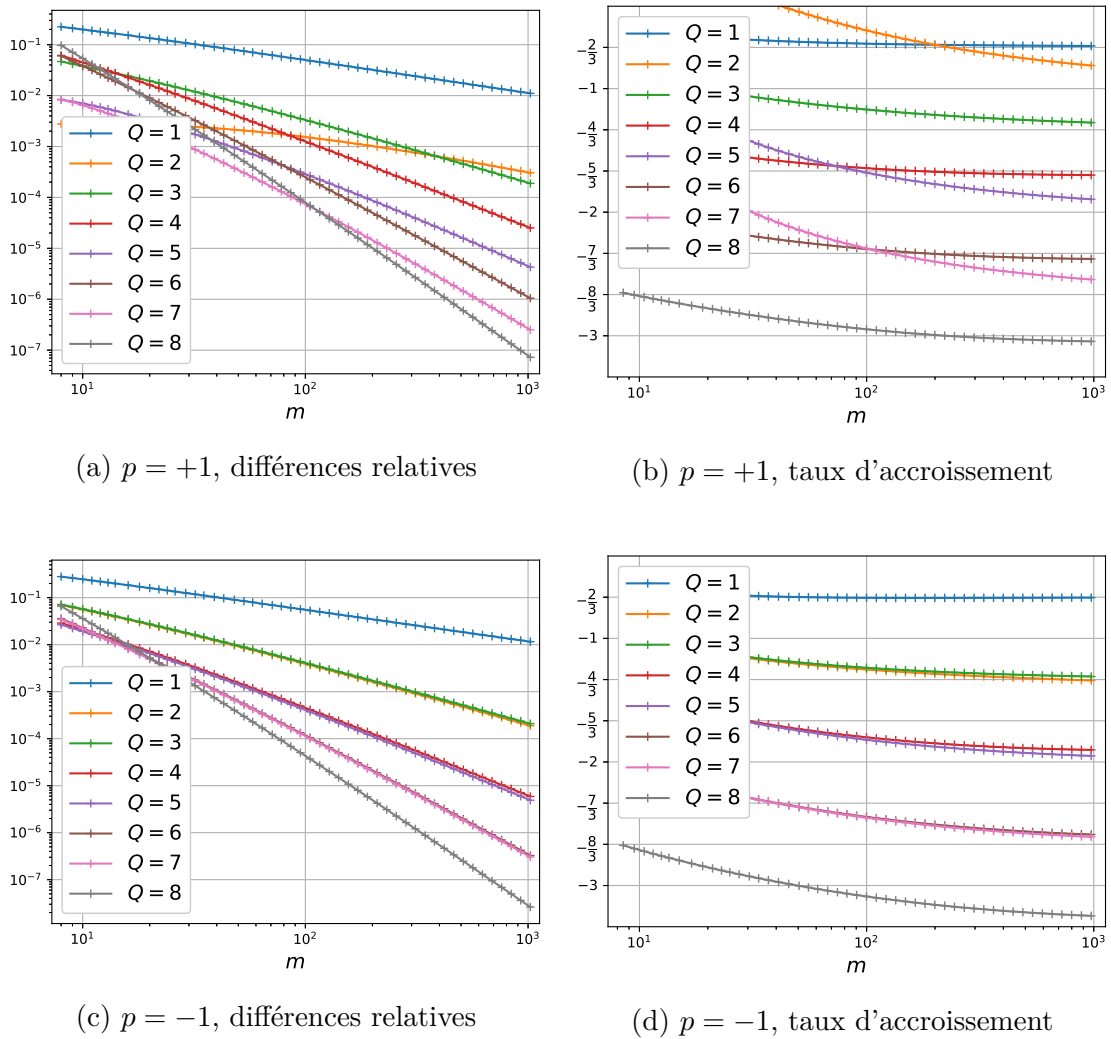 10⁻¹
10⁻²
10⁻³
10⁻⁴
10⁻⁵
10⁻⁶
10⁻⁷
Q = 1
Q = 2
Q = 3
Q = 4
Q = 5
Q = 6
Q = 7
Q = 8
10¹ 10² 10³
m
(a) p = +1, différences relatives
-2/3
-1
-4/3
-5/3
-2
-7/3
-8/3
-3
Q = 1
Q = 2
Q = 3
Q = 4
Q = 5
Q = 6
Q = 7
Q = 8
10¹ 10² 10³
m
(b) p = +1, taux d'accroissement
10⁻¹
10⁻²
10⁻³
10⁻⁴
10⁻⁵
10⁻⁶
10⁻⁷
Q = 1
Q = 2
Q = 3
Q = 4
Q = 5
Q = 6
Q = 7
Q = 8
10¹ 10² 10³
m
(c) p = −1, différences relatives
-2/3
-1
-4/3
-5/3
-2
-7/3
-8/3
-3
Q = 1
Q = 2
Q = 3
Q = 4
Q = 5
Q = 6
Q = 7
Q = 8
10¹ 10² 10³
m
(d) p = −1, taux d'accroissement